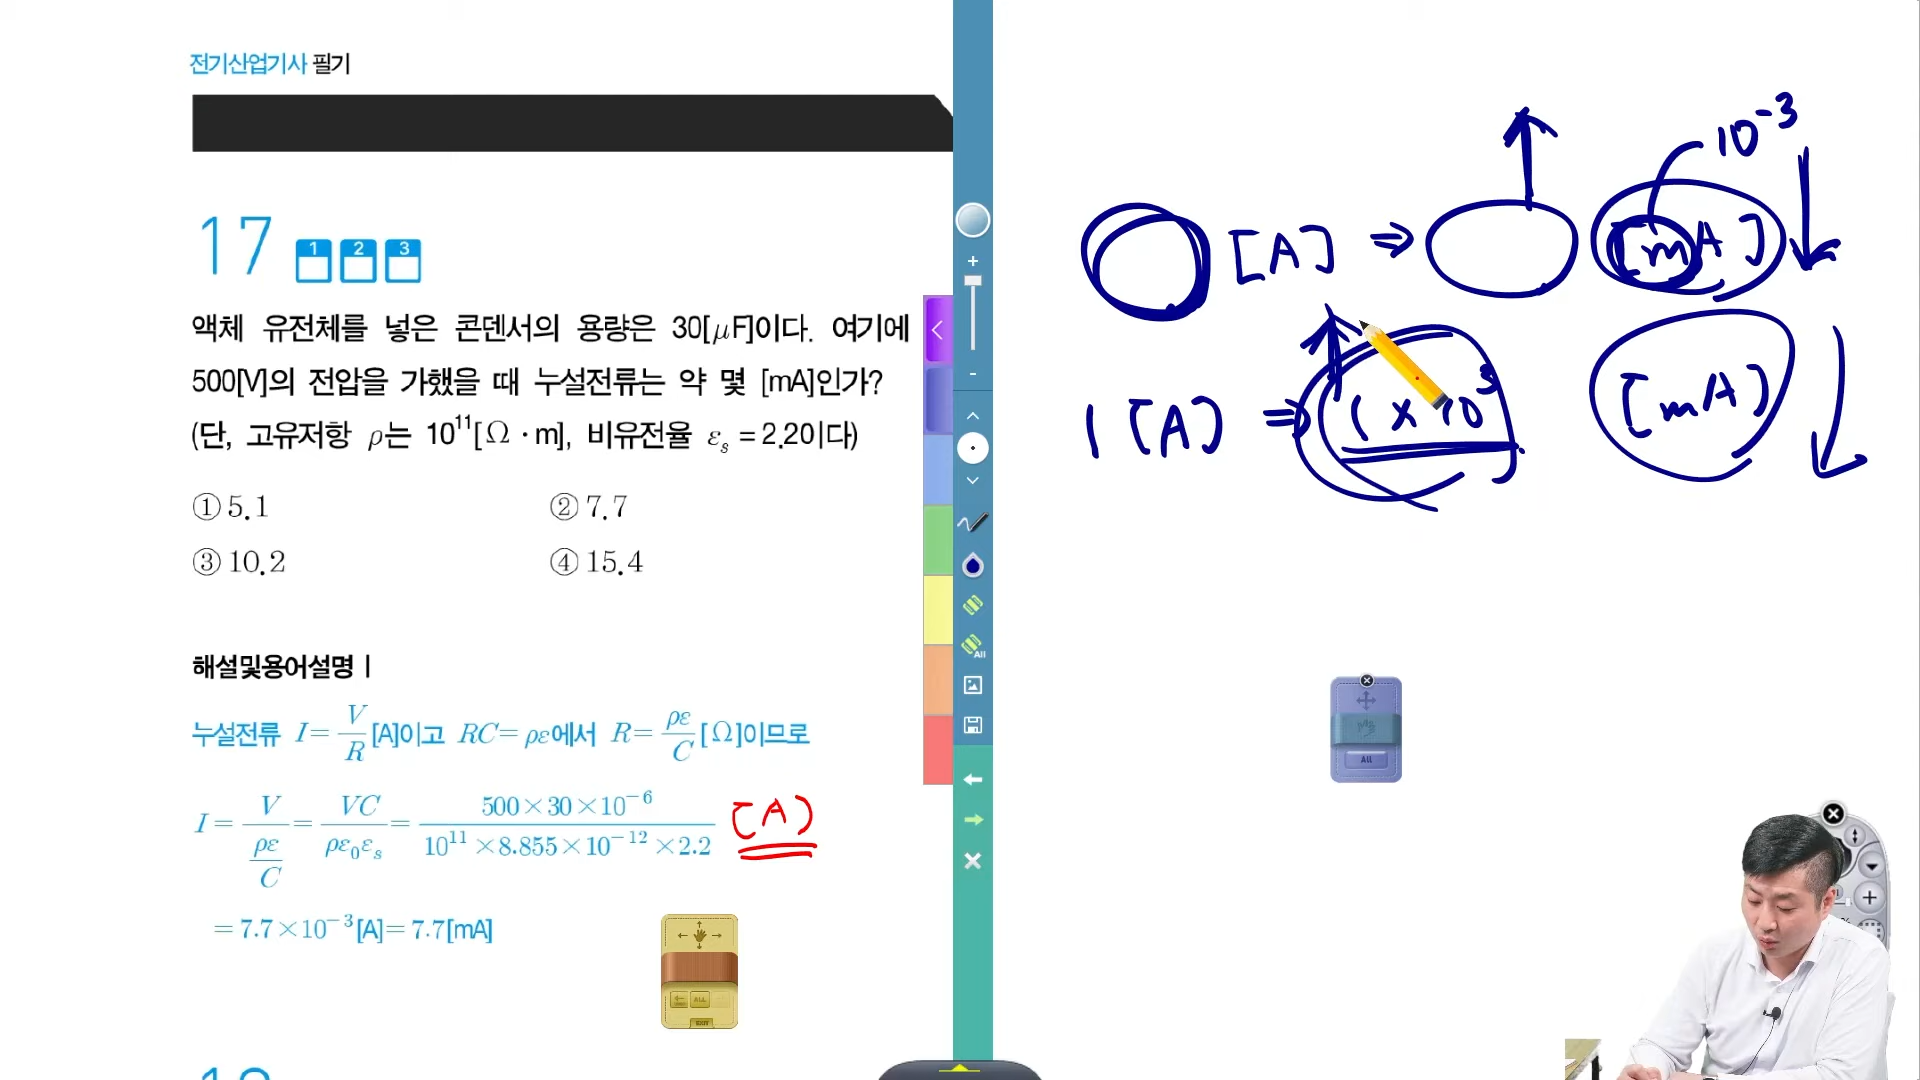 전기산업기사 필기
17 1 2 3
액체 유전체를 넣은 콘덴서의 용량은 30[μF]이다. 여기에
500[V]의 전압을 가했을 때 누설전류는 약 몇 [mA]인가?
(단, 고유저항 ρ는 10¹¹[Ω·m], 비유전율 εₛ=2.2이다)
① 5.1 ② 7.7
③ 10.2 ④ 15.4
해설및용어설명 |
누설전류 I=V/R[A]이고 RC=ρε에서 R=ρε/C[Ω]이므로
I=V/(ρε/C)=VC/(ρε₀εₛ)=(500×30×10⁻⁶)/(10¹¹×8.855×10⁻¹²×2.2) [A]
=7.7×10⁻³[A]=7.7[mA]
10⁻³
[A] ⇒ [mA]
1 [A] ⇒ 1×10³ [mA]
All
ALL
ALL
EXIT